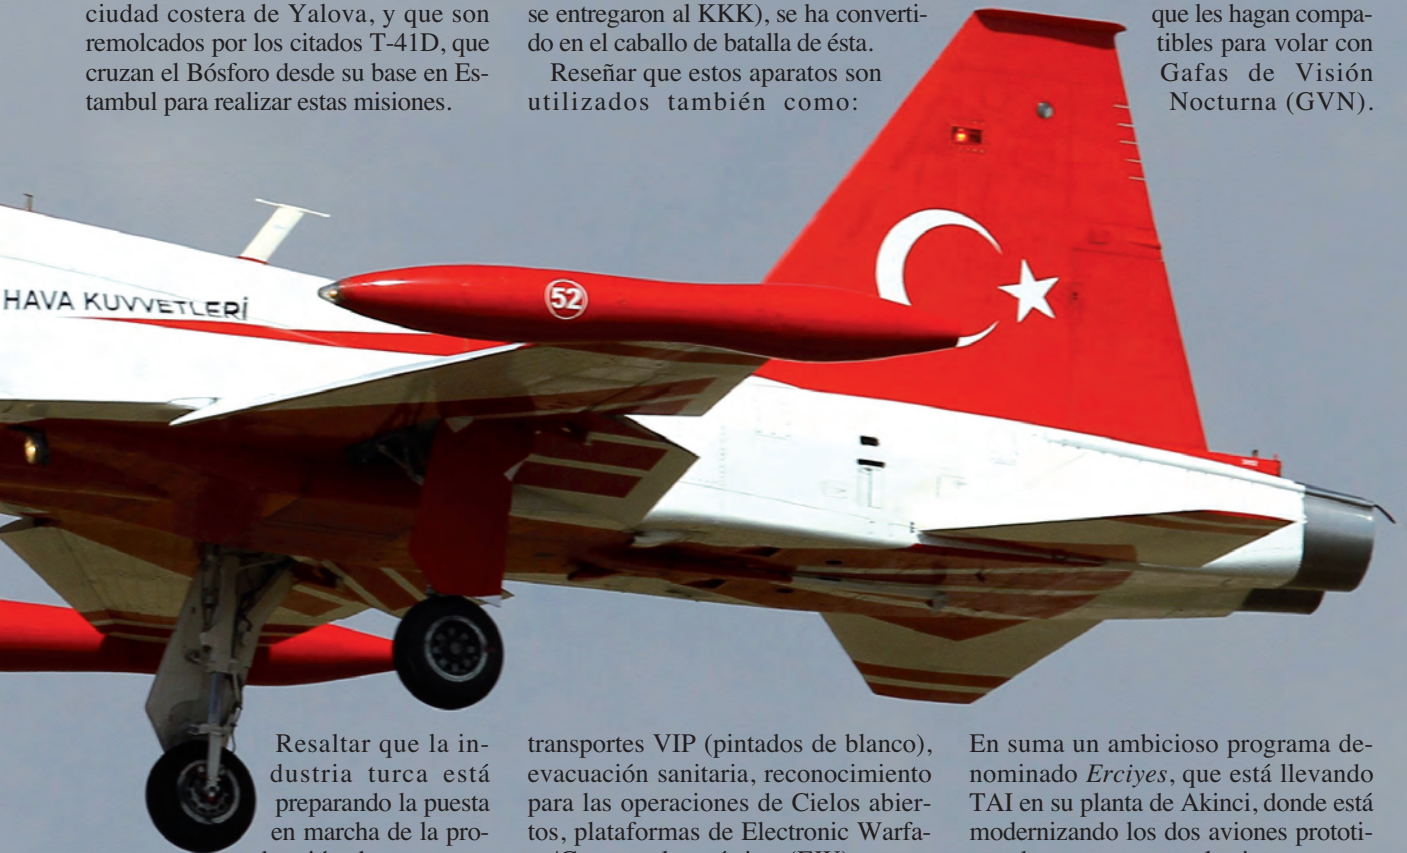 ciudad costera de Yalova, y que son
remolcados por los citados T-41D, que
cruzan el Bósforo desde su base en Es-
tambul para realizar estas misiones.
Resaltar que la in-
dustria turca está
preparando la puesta
en marcha de la pro-
se entregaron al KKK), se ha converti-
do en el caballo de batalla de ésta.
Reseñar que estos aparatos son
utilizados también como:
transportes VIP (pintados de blanco),
evacuación sanitaria, reconocimiento
para las operaciones de Cielos abier-
tos, plataformas de Electronic Warfa-
que les hagan compa-
tibles para volar con
Gafas de Visión
Nocturna (GVN).
En suma un ambicioso programa de-
nominado Erciyes, que está llevando
TAI en su planta de Akinci, donde está
modernizando los dos aviones prototi-
HAVA KUVVETLERİ
52